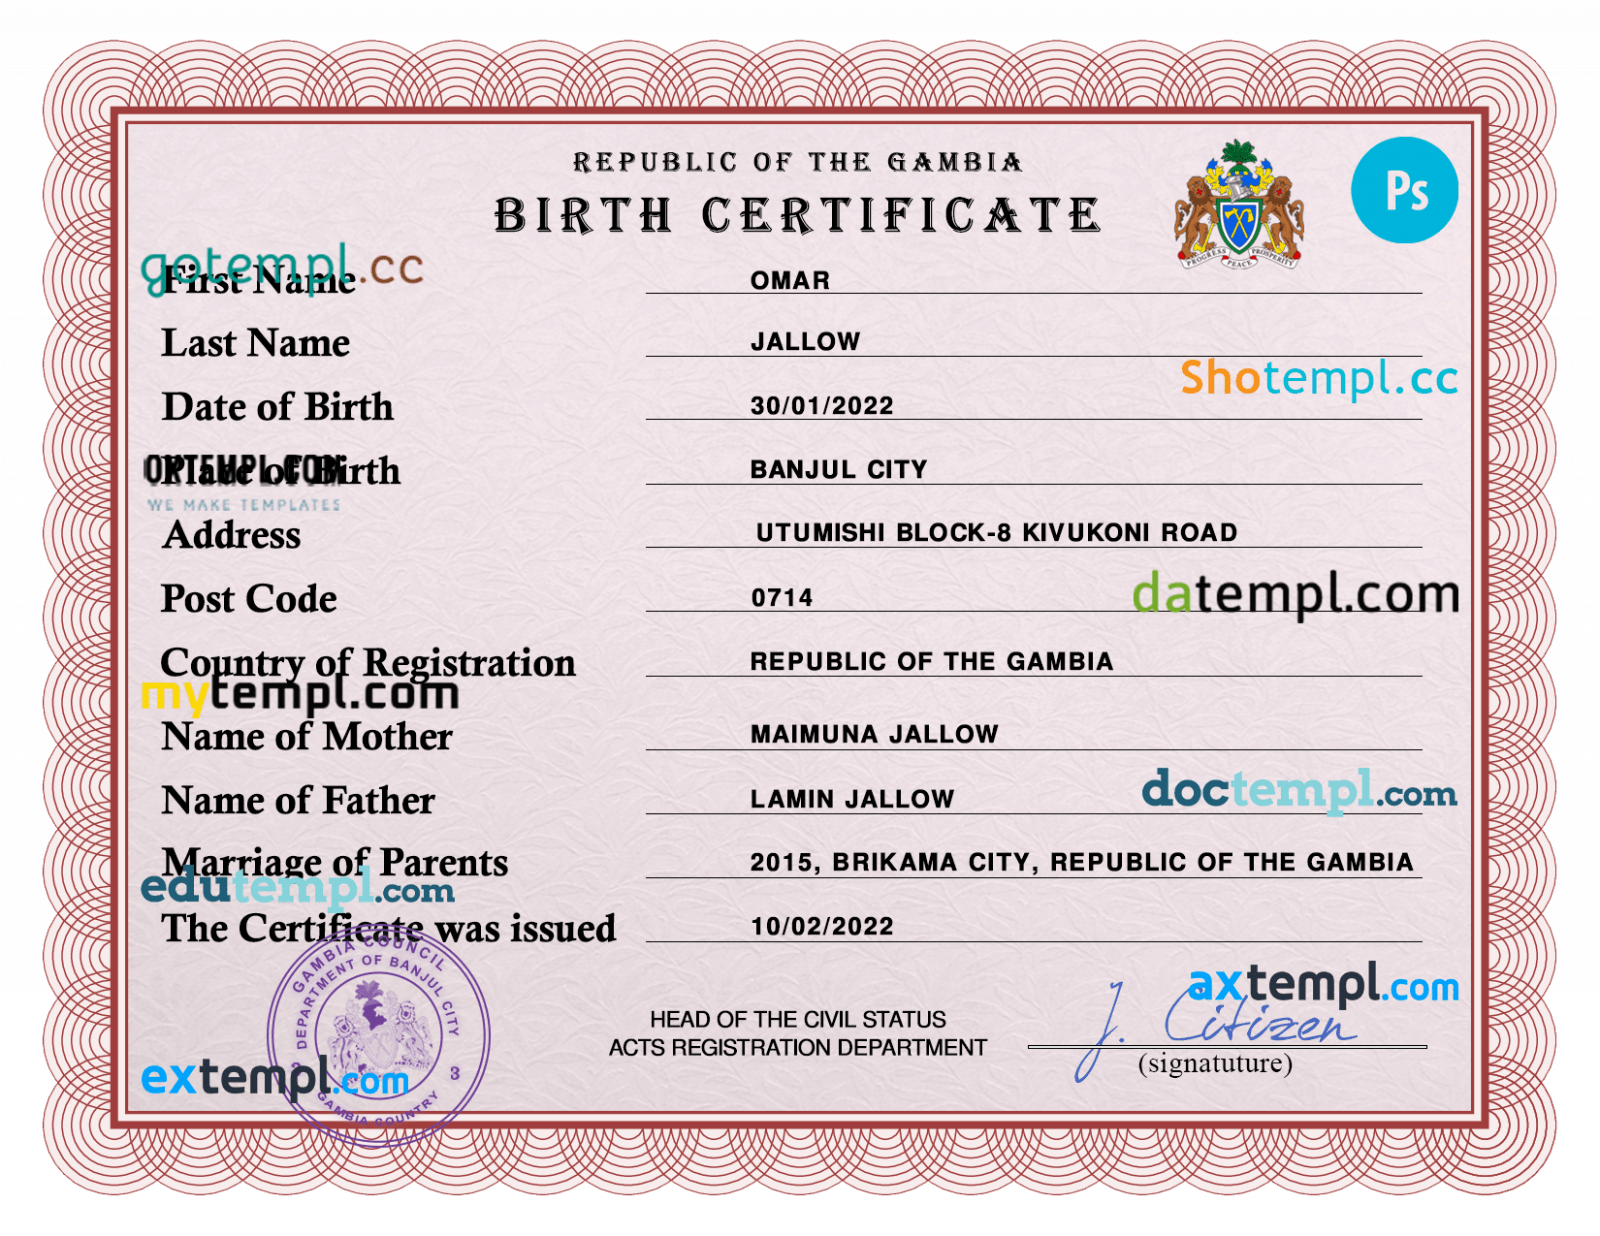 REPUBLIC OF THE GAMBIA
BIRTH CERTIFICATE
PROGRESS PEACE PROSPERITY
Ps
gotempl.cc
First Name OMAR
Last Name JALLOW
Shotempl.cc
Date of Birth 30/01/2022
OXTEMPL.COM
Place of Birth BANJUL CITY
WE MAKE TEMPLATES
Address UTUMISHI BLOCK-8 KIVUKONI ROAD
Post Code 0714
datempl.com
Country of Registration REPUBLIC OF THE GAMBIA
mytempl.com
Name of Mother MAIMUNA JALLOW
Name of Father LAMIN JALLOW
doctempl.com
Marriage of Parents 2015, BRIKAMA CITY, REPUBLIC OF THE GAMBIA
edutempl.com
The Certificate was issued 10/02/2022
GAMBIA COUNCIL
DEPARTMENT OF BANJUL CITY
3
GAMBIA COUNTRY
axtempl.com
HEAD OF THE CIVIL STATUS
ACTS REGISTRATION DEPARTMENT
J. Citizen
(signatuture)
extempl.com